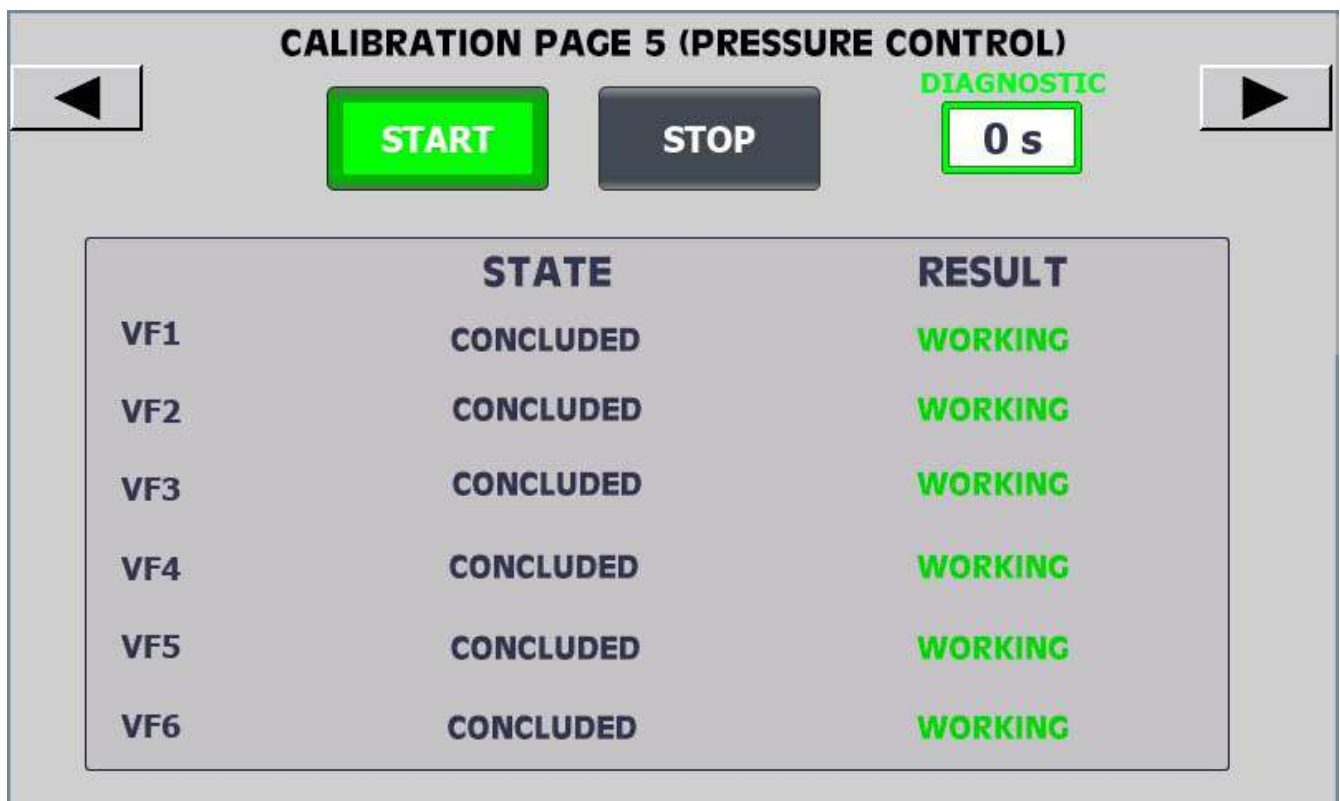 CALIBRATION PAGE 5 (PRESSURE CONTROL)
DIAGNOSTIC
START STOP 0 s
STATE RESULT
VF1 CONCLUDED WORKING
VF2 CONCLUDED WORKING
VF3 CONCLUDED WORKING
VF4 CONCLUDED WORKING
VF5 CONCLUDED WORKING
VF6 CONCLUDED WORKING